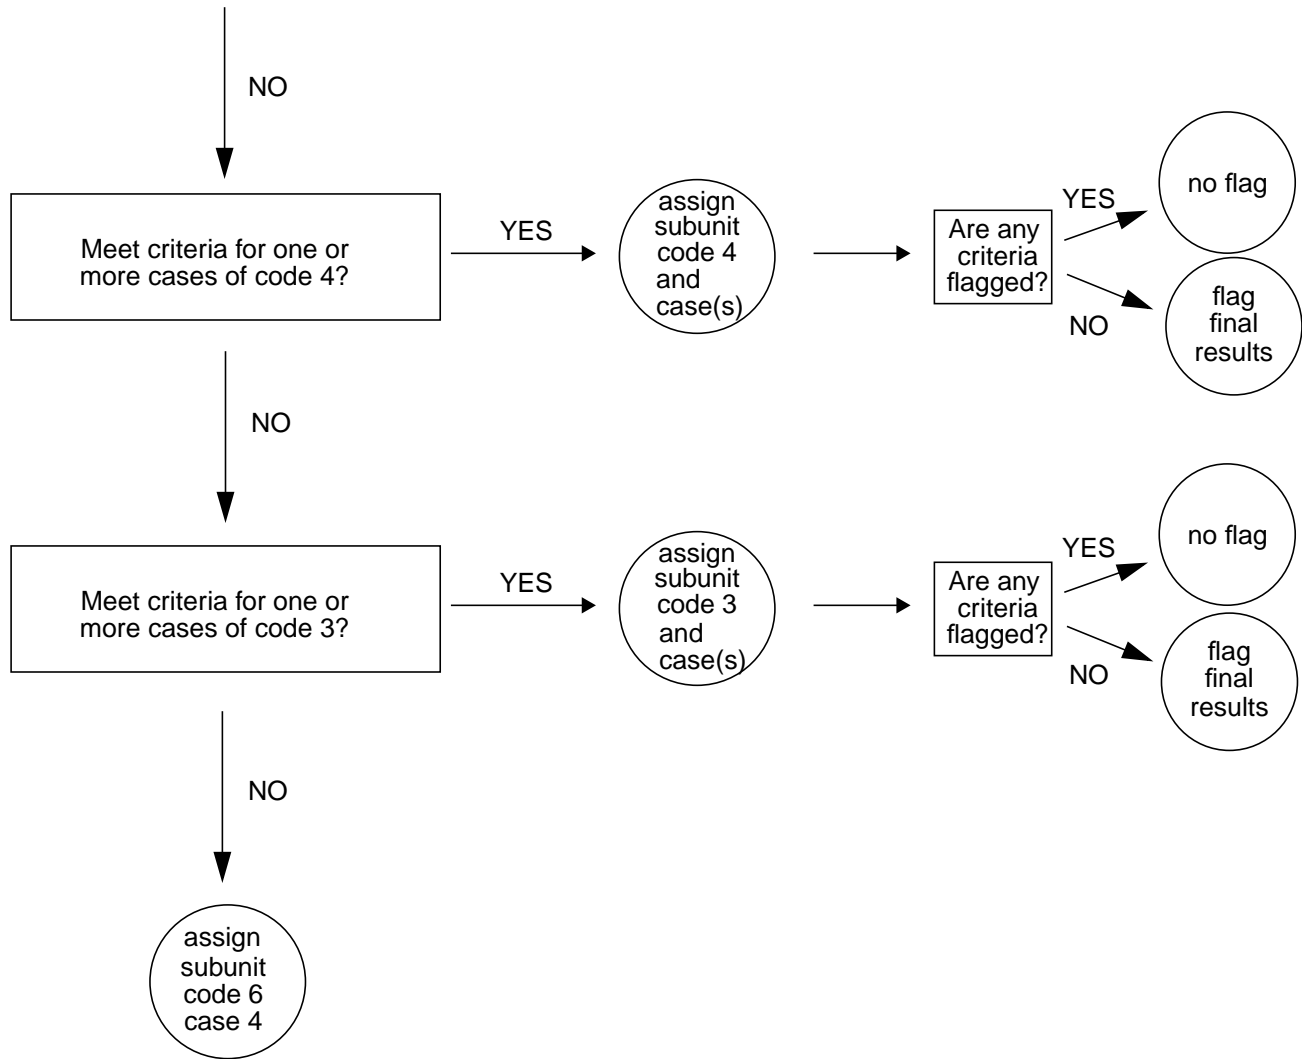 NO
Meet criteria for one or
more cases of code 4?
YES
assign
subunit
code 4
and
case(s)
Are any
criteria
flagged?
YES
no flag
NO
flag
final
results
NO
Meet criteria for one or
more cases of code 3?
YES
assign
subunit
code 3
and
case(s)
Are any
criteria
flagged?
YES
no flag
NO
flag
final
results
NO
assign
subunit
code 6
case 4